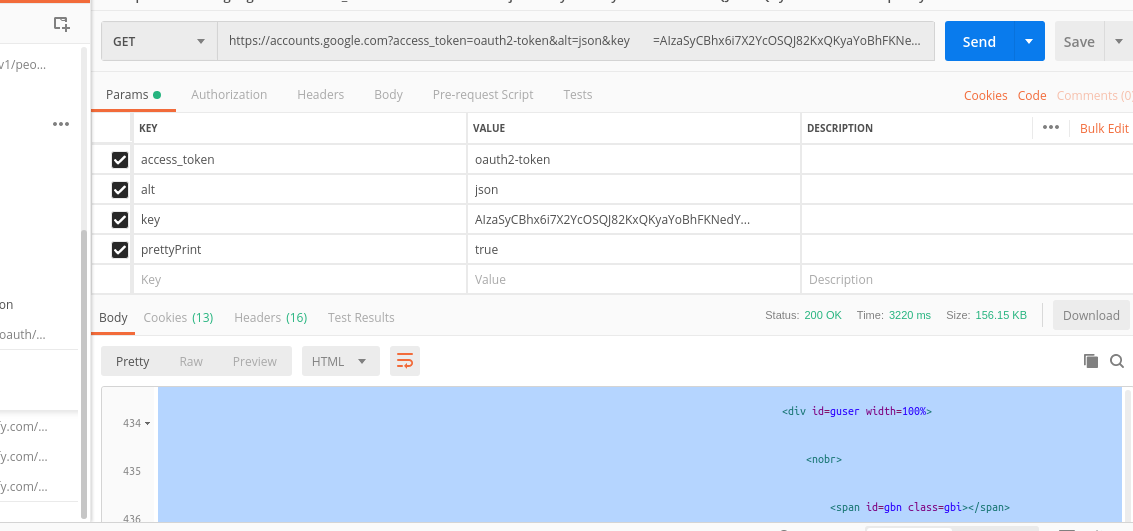 GET https://accounts.google.com?access_token=oauth2-token&alt=json&key =AIzaSyCBhx6i7X2YcOSQJ82KxQKyaYoBhFKNe... Send Save
v1/peo...
Params Authorization Headers Body Pre-request Script Tests Cookies Code Comments (0)
KEY VALUE DESCRIPTION Bulk Edit
access_token oauth2-token
alt json
key AIzaSyCBhx6i7X2YcOSQJ82KxQKyaYoBhFKNedY...
prettyPrint true
Key Value Description
on
Body Cookies (13) Headers (16) Test Results Status: 200 OK Time: 3220 ms Size: 156.15 KB Download
oauth/...
Pretty Raw Preview HTML
434 <div id=guser width=100%>
fy.com/...
fy.com/...
435 <nobr>
fy.com/...
436 <span id=gbn class=gbi></span>